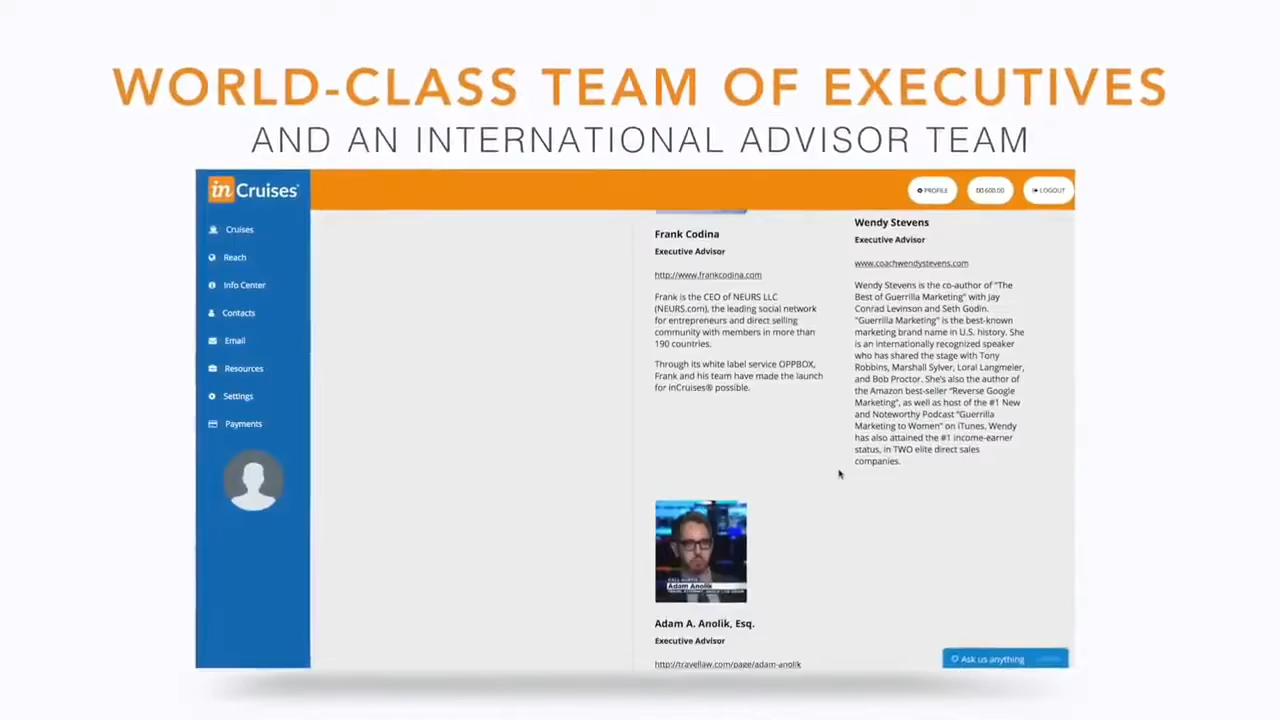 WORLD-CLASS TEAM OF EXECUTIVES
AND AN INTERNATIONAL ADVISOR TEAM
in Cruises
PROFILE
600.00
LOGOUT
Cruises
Reach
Info Center
Contacts
Email
Resources
Settings
Payments
Frank Codina
Executive Advisor
http://www.frankcodina.com
Frank is the CEO of NEURS LLC
(NEURS.com), the leading social network
for entrepreneurs and direct selling
community with members in more than
190 countries.
Through its white label service OPPBOX,
Frank and his team have made the launch
for inCruises® possible.
Wendy Stevens
Executive Advisor
www.coachwendystevens.com
Wendy Stevens is the co-author of "The
Best of Guerrilla Marketing" with Jay
Conrad Levinson and Seth Godin.
"Guerrilla Marketing" is the best-known
marketing brand name in U.S. history. She
is an internationally recognized speaker
who has shared the stage with Tony
Robbins, Marshall Sylver, Loral Langmeier,
and Bob Proctor. She's also the author of
the Amazon best-seller "Reverse Google
Marketing", as well as host of the #1 New
and Noteworthy Podcast "Guerrilla
Marketing to Women" on iTunes. Wendy
has also attained the #1 income-earner
status, in TWO elite direct sales
companies.
Adam Anolik
Adam A. Anolik, Esq.
Executive Advisor
http://travellaw.com/page/adam-anolik
Ask us anything